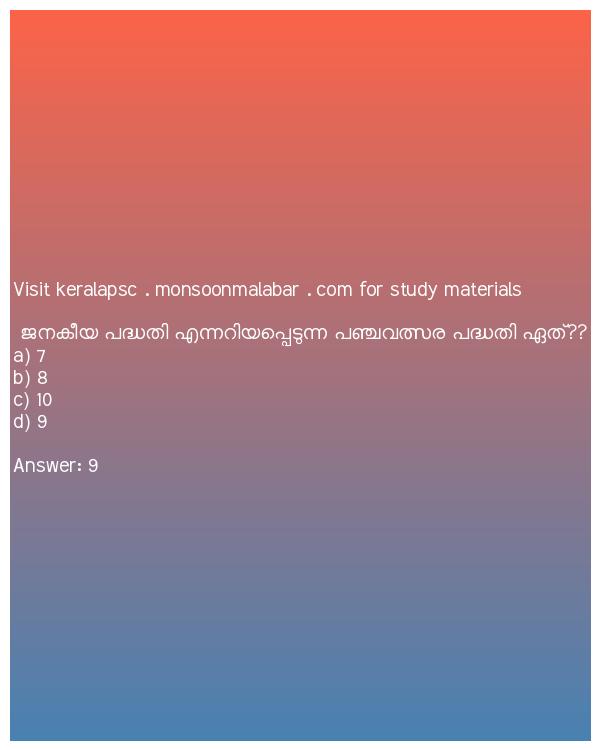 Visit keralapsc . monsoonmalabar . com for study materials
ജനകീയ പദ്ധതി എന്നറിയപ്പെടുന്ന പഞ്ചവത്സര പദ്ധതി ഏത്??
a) 7
b) 8
c) 10
d) 9
Answer: 9